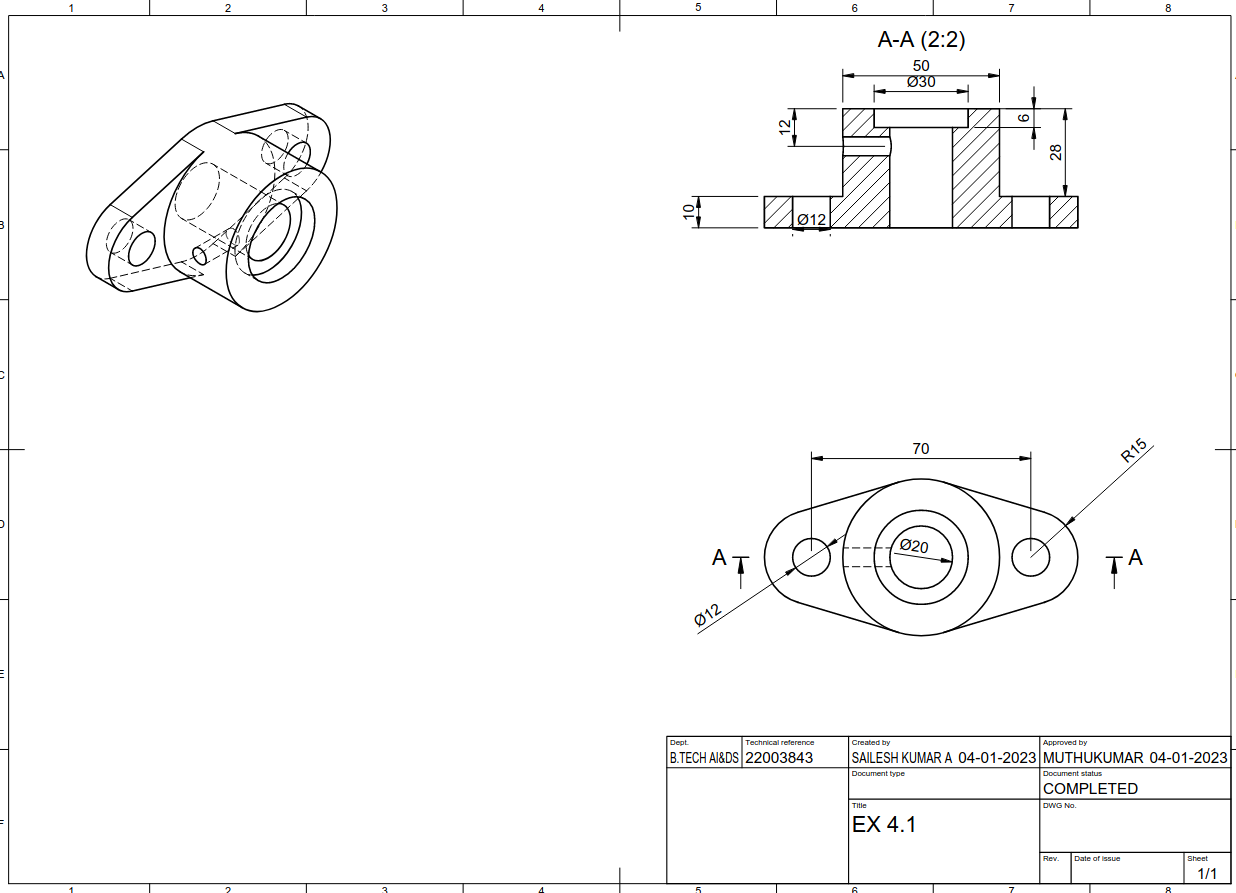 1 2 3 4 5 6 7 8
A
A-A (2:2)
50
Ø30
12
6
28
10
Ø12
B
C
70
R15
D
A
Ø20
A
Ø12
E
Dept.
B.TECH AI&DS
Technical reference
22003843
Created by
SAILESH KUMAR A 04-01-2023
Approved by
MUTHUKUMAR 04-01-2023
Document type
Document status
COMPLETED
Title
EX 4.1
DWG No.
F
Rev.
Date of issue
Sheet
1/1
1 2 3 4 5 6 7 8